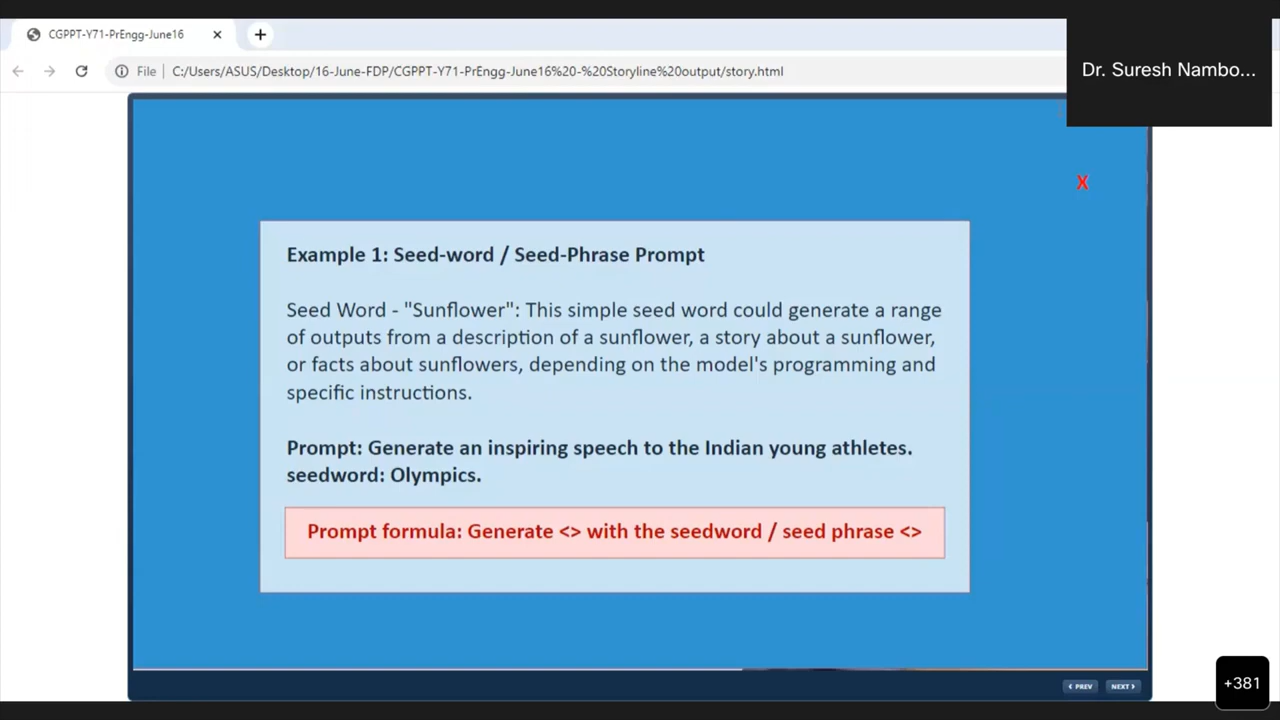 CGPPT-Y71-PrEngg-June16
File
C:/Users/ASUS/Desktop/16-June-FDP/CGPPT-Y71-PrEngg-June16%20-%20Storyline%20output/story.html
Dr. Suresh Nambo...
X
Example 1: Seed-word / Seed-Phrase Prompt
Seed Word - "Sunflower": This simple seed word could generate a range
of outputs from a description of a sunflower, a story about a sunflower,
or facts about sunflowers, depending on the model's programming and
specific instructions.
Prompt: Generate an inspiring speech to the Indian young athletes.
seedword: Olympics.
Prompt formula: Generate <> with the seedword / seed phrase <>
PREV
NEXT
+381